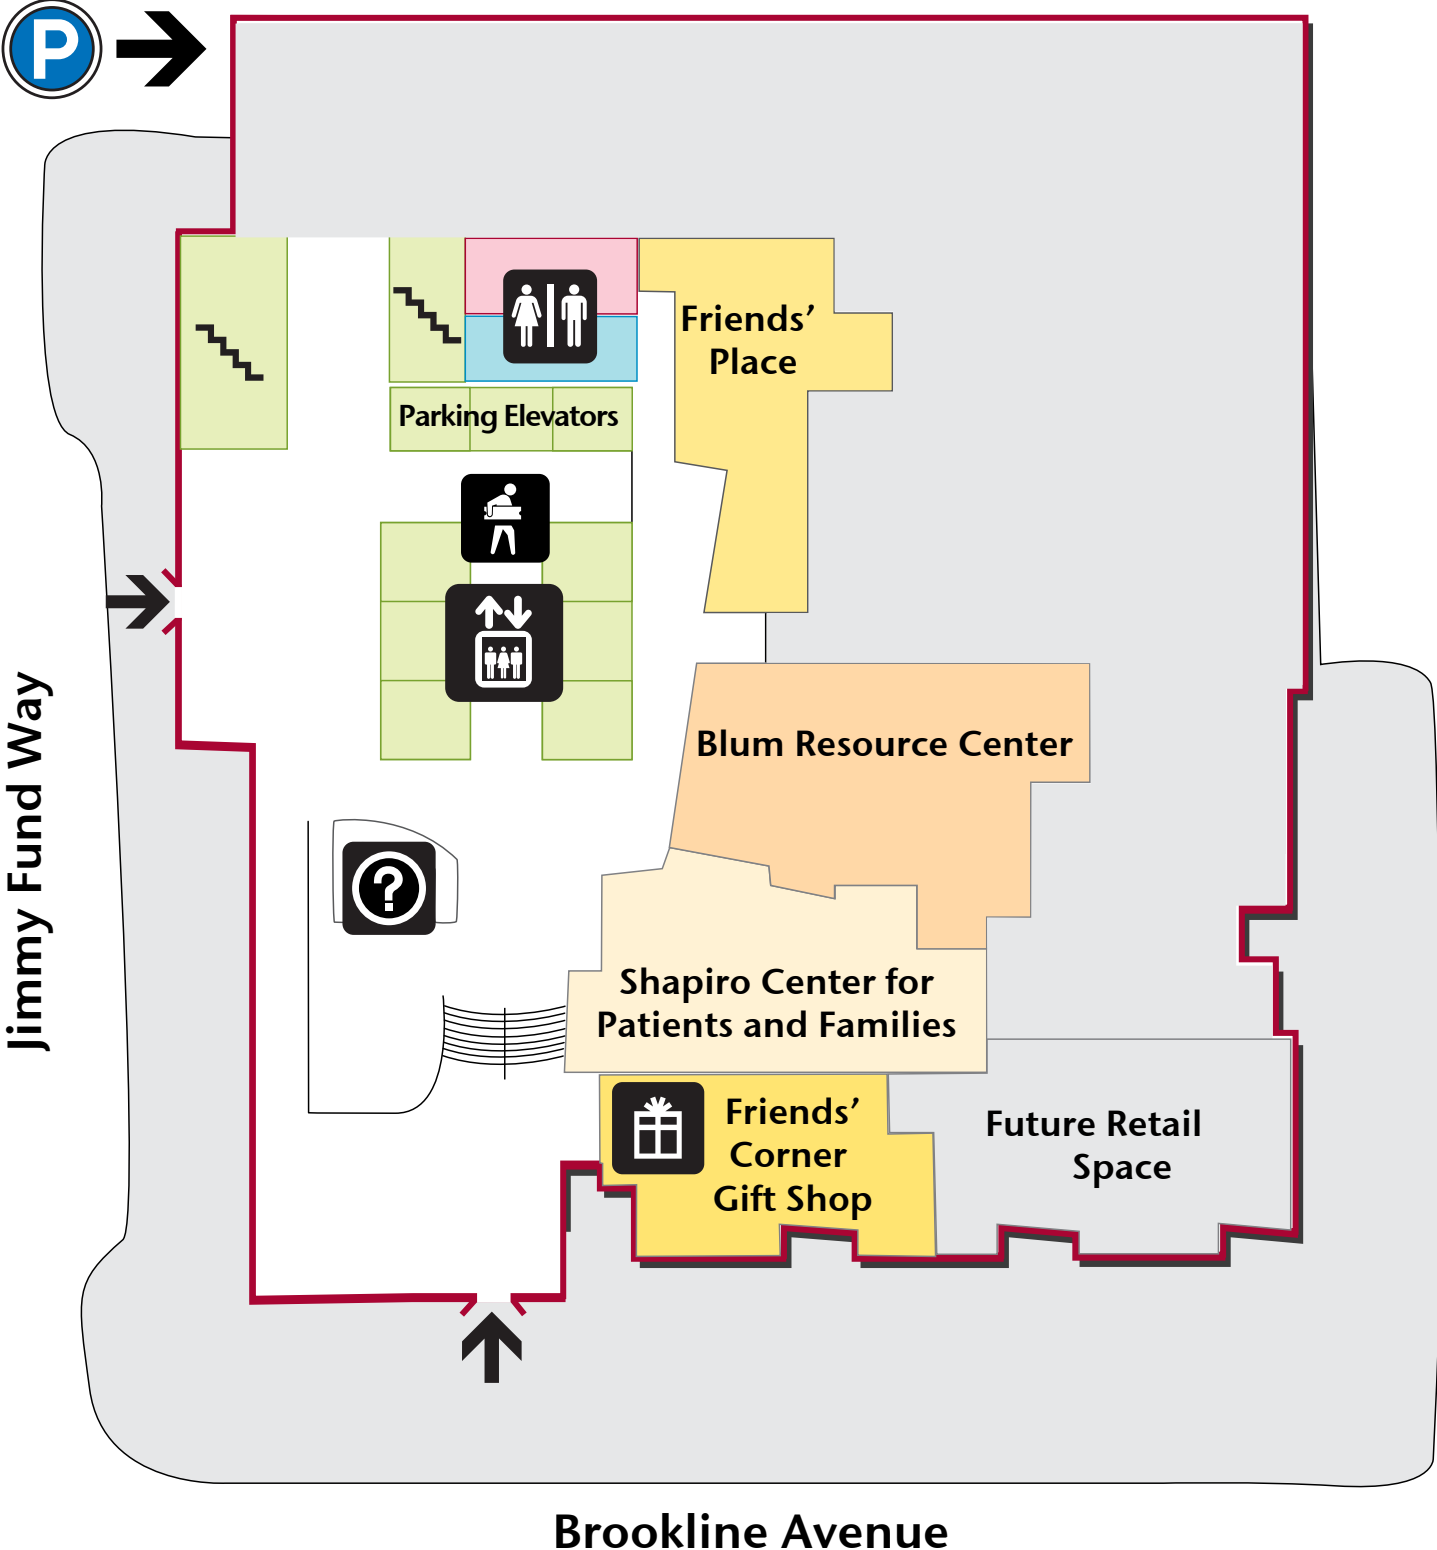 P
Friends’
Place
Parking Elevators
Blum Resource Center
Jimmy Fund Way
?
Shapiro Center for
Patients and Families
Friends’
Corner
Gift Shop
Future Retail
Space
Brookline Avenue